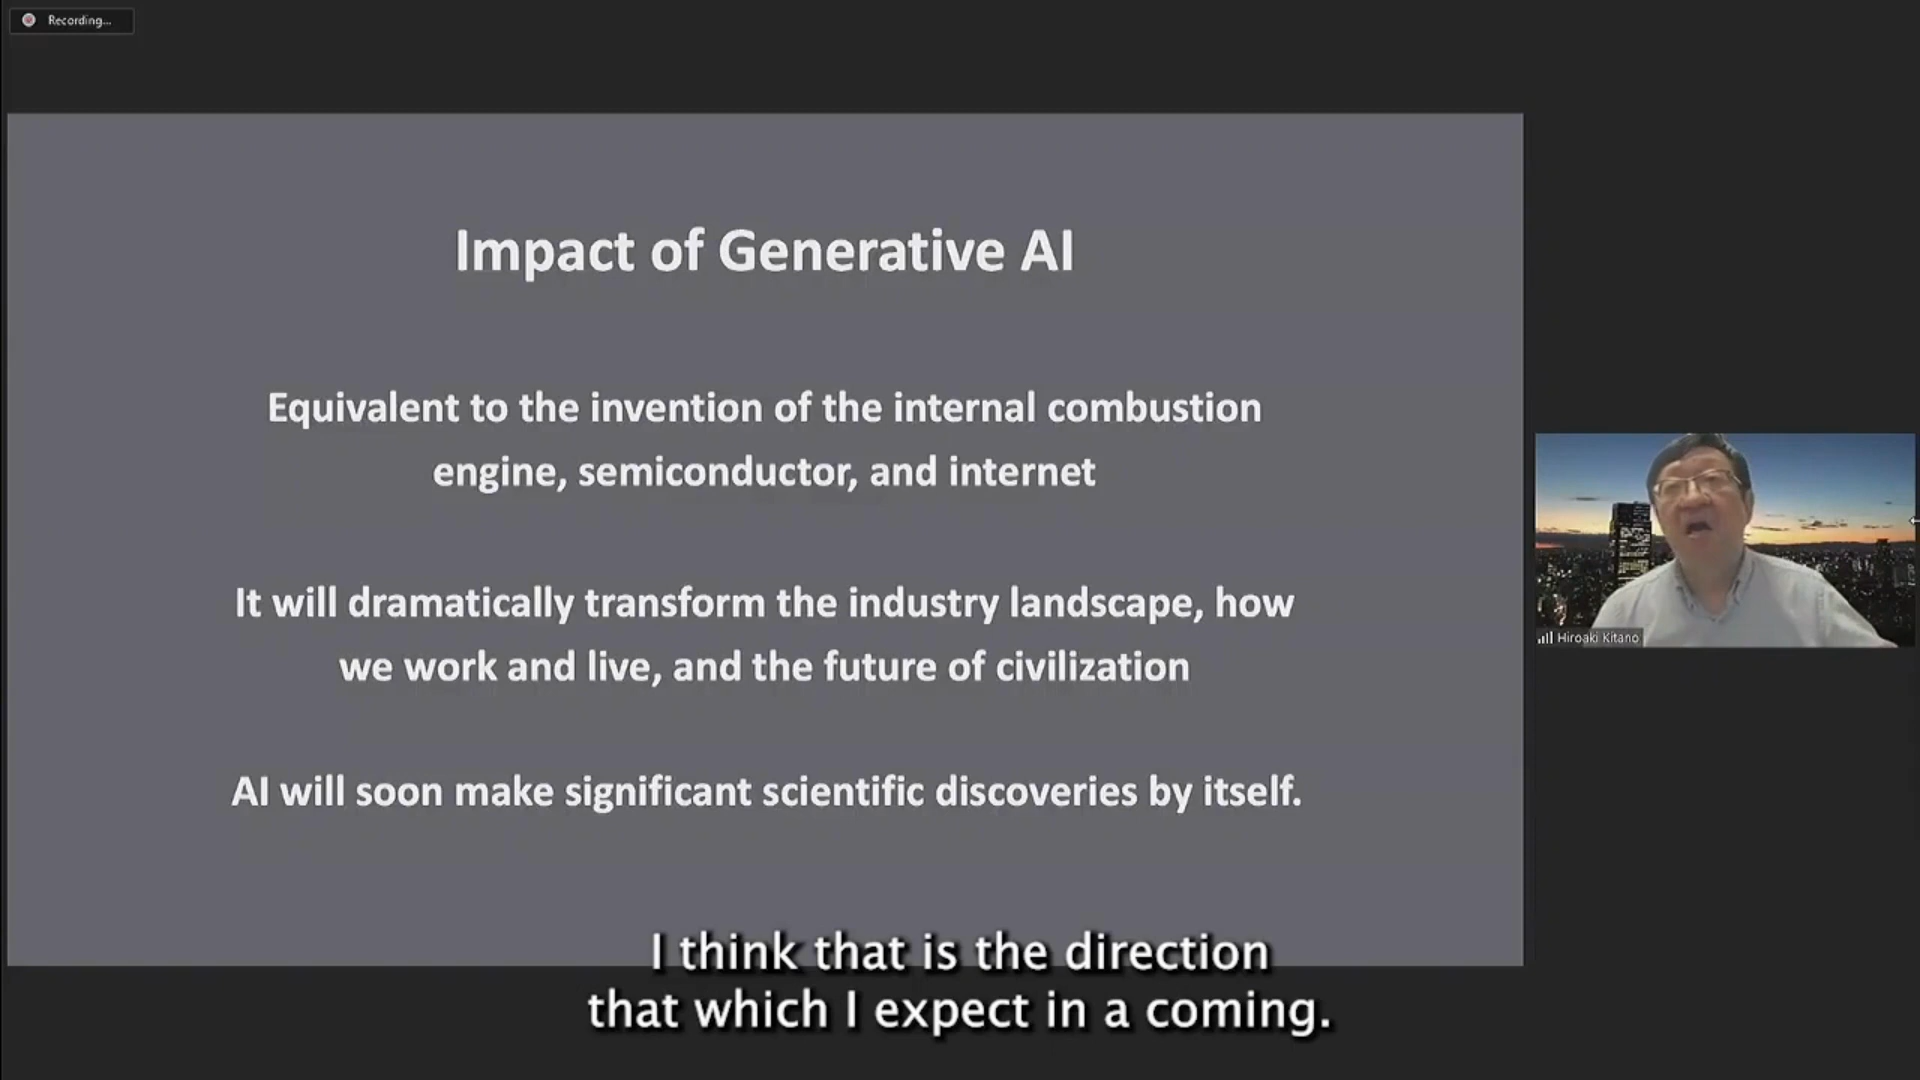 Recording...
Impact of Generative AI
Equivalent to the invention of the internal combustion
engine, semiconductor, and internet
It will dramatically transform the industry landscape, how
we work and live, and the future of civilization
AI will soon make significant scientific discoveries by itself.
Hiroaki Kitano
I think that is the direction
that which I expect in a coming.